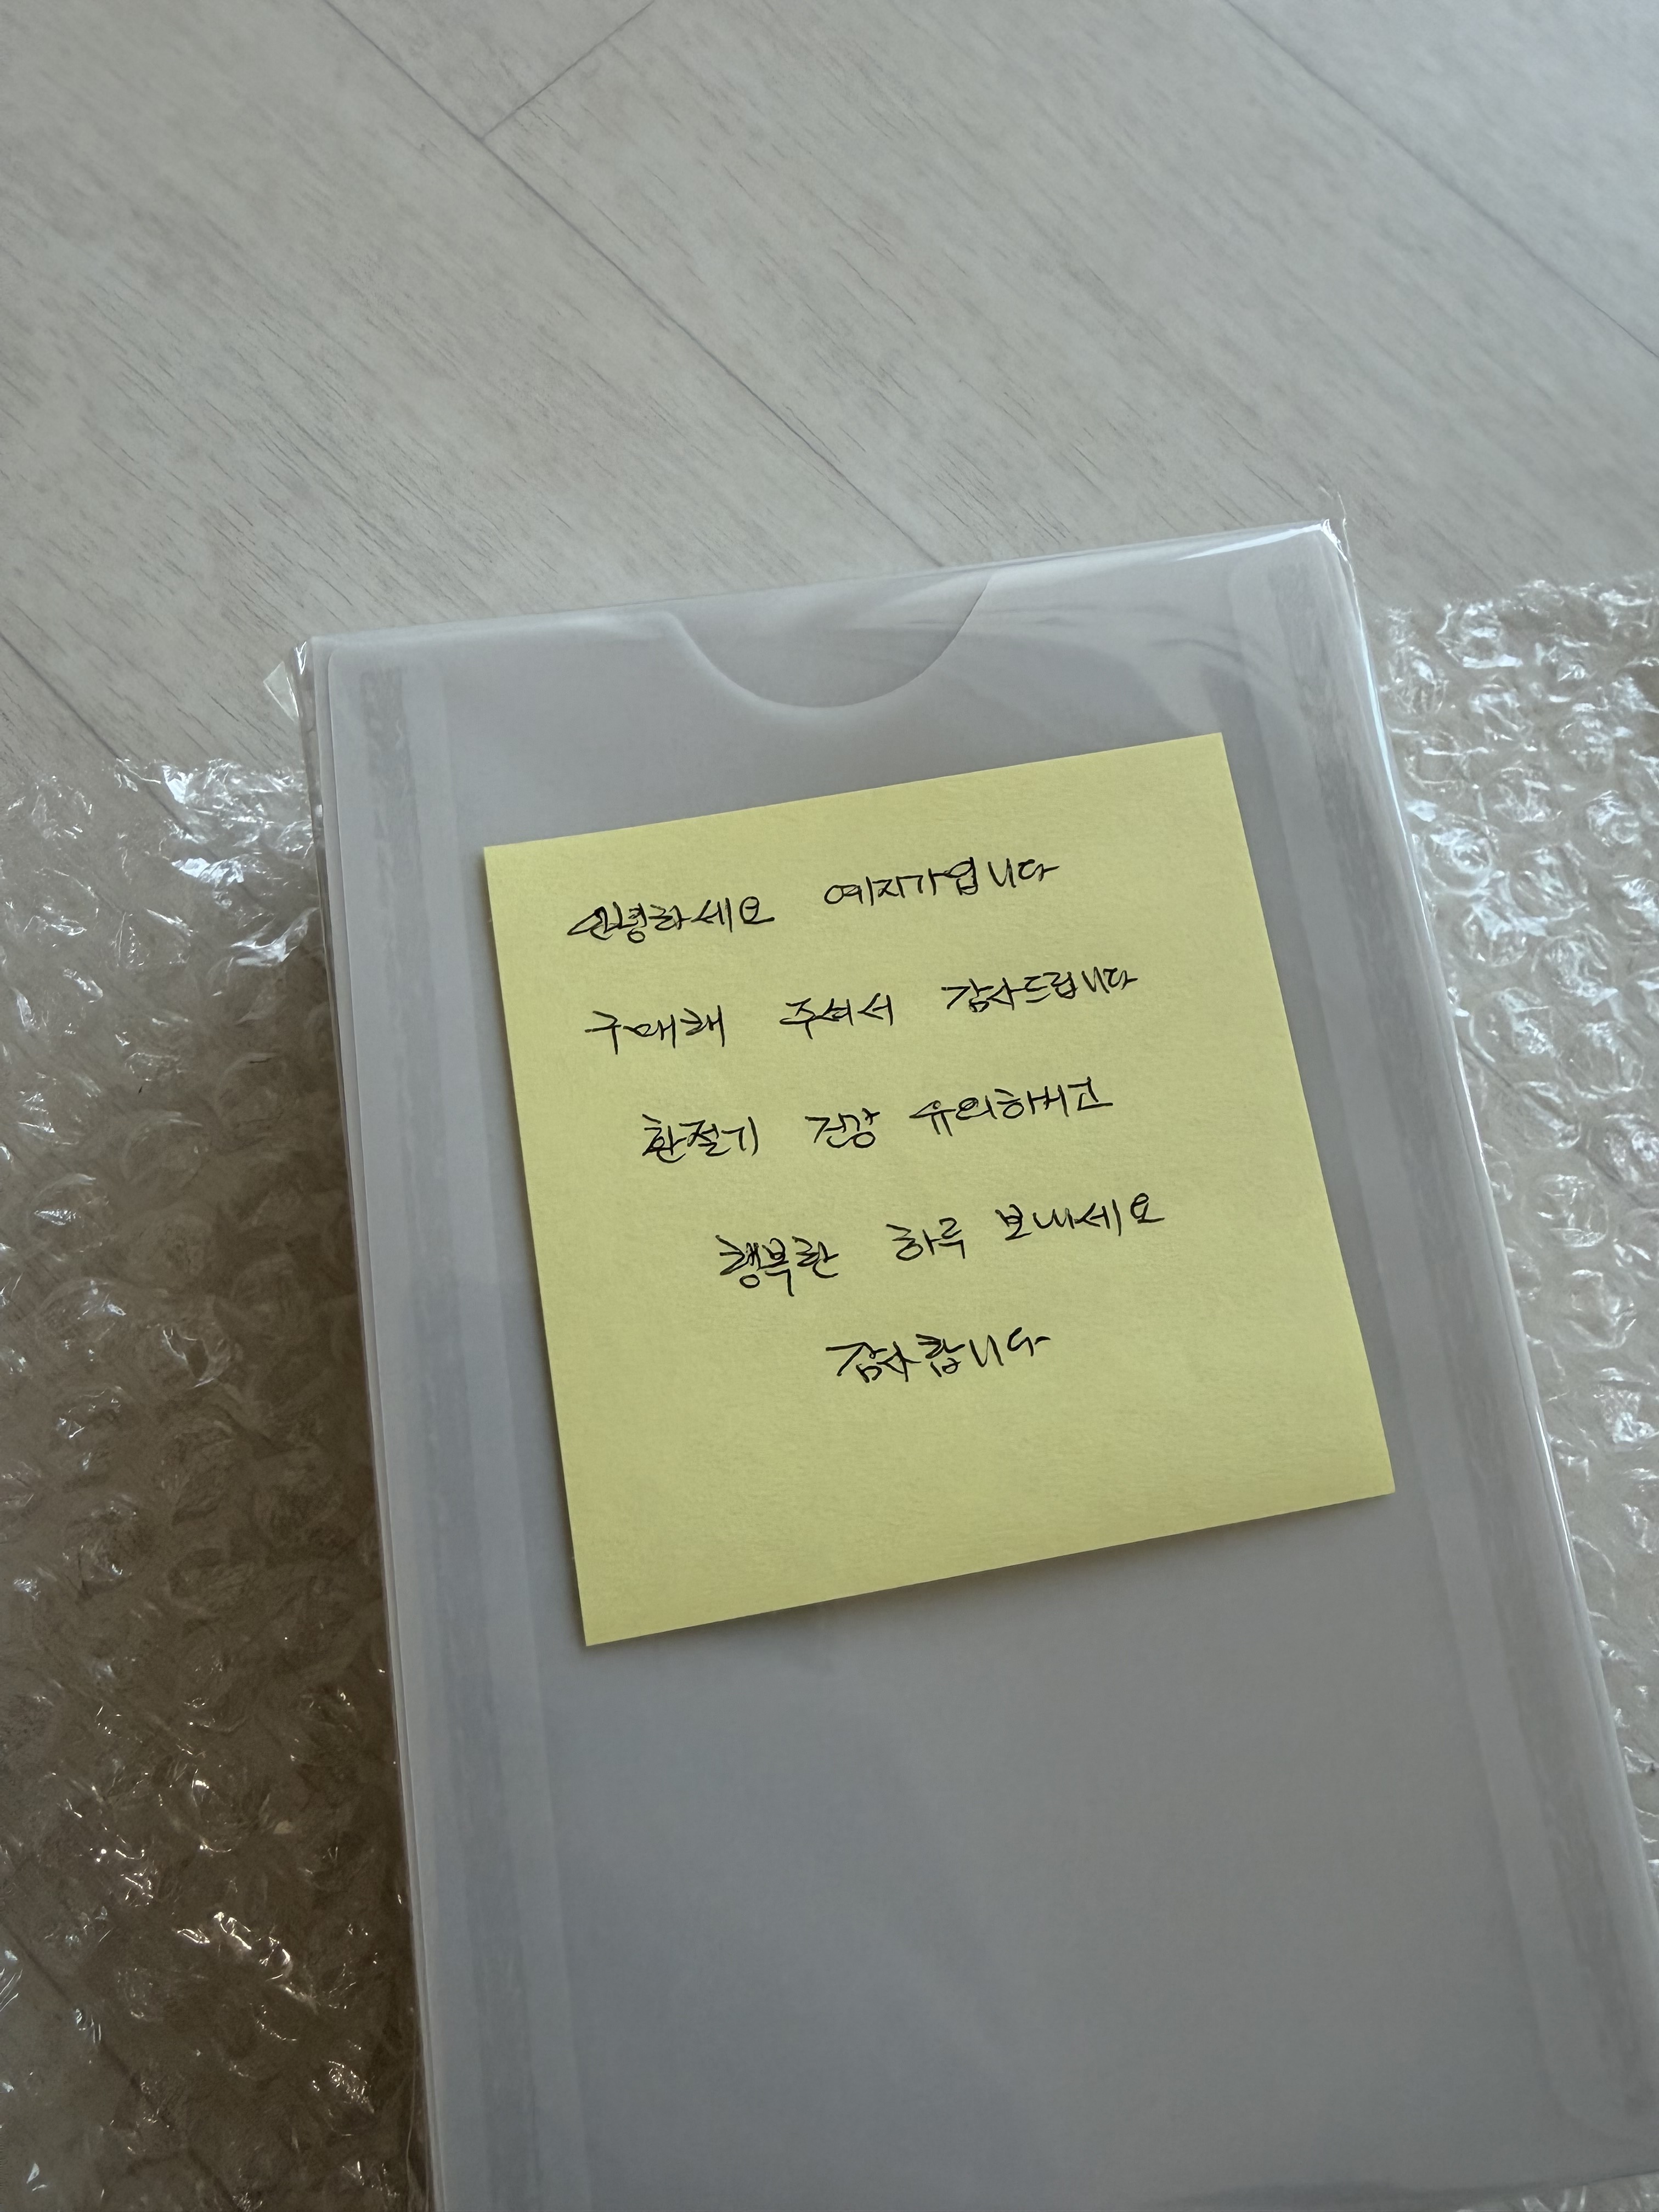 안녕하세요 예지가입니다
구매해 주셔서 감사드립니다
환절기 건강 유의하시고
행복한 하루 보내세요
감사합니다